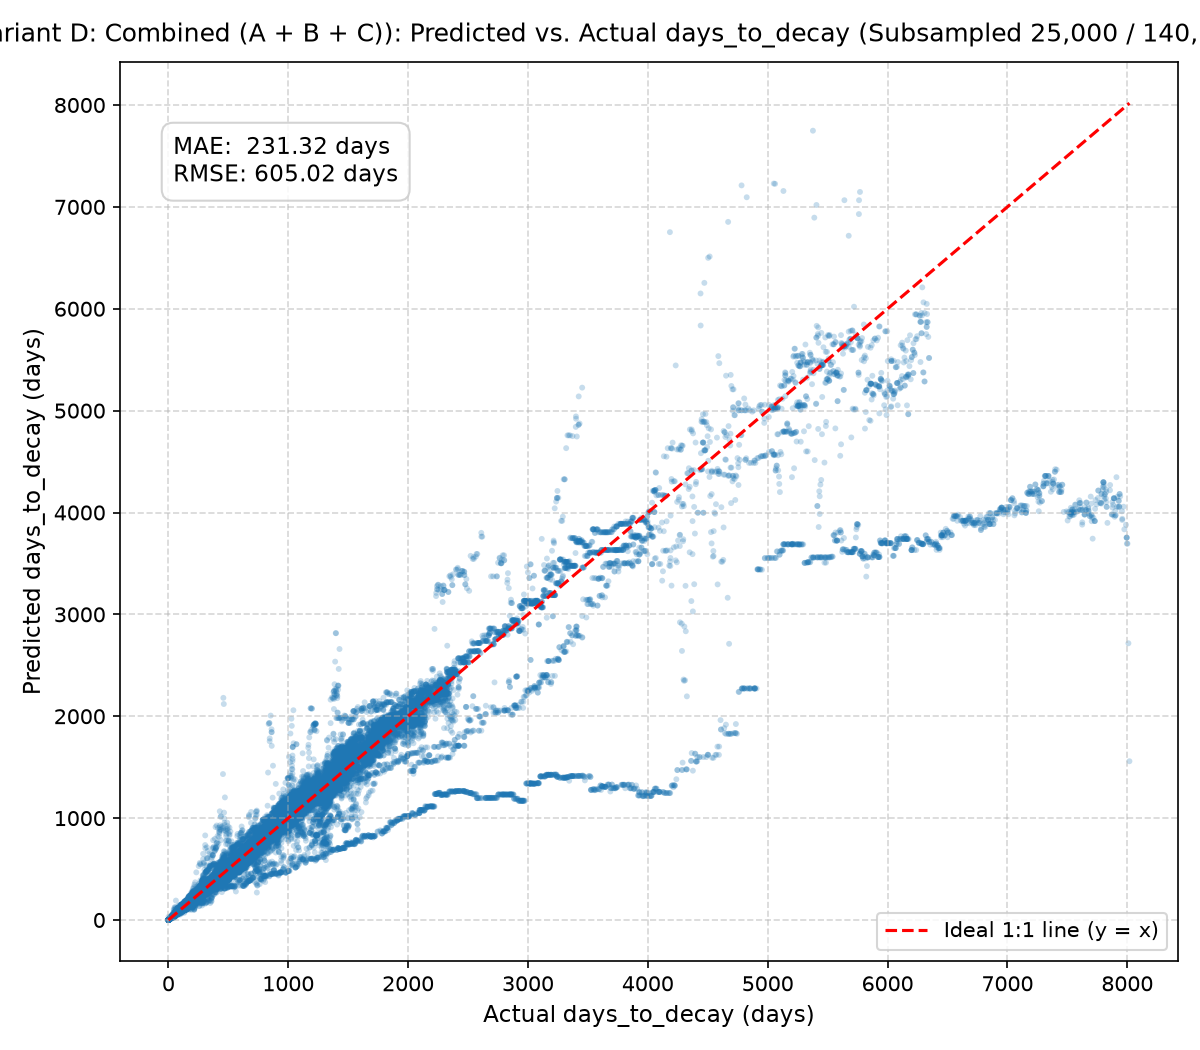 riant D: Combined (A + B + C)): Predicted vs. Actual days_to_decay (Subsampled 25,000 / 140,
MAE:  231.32 days
RMSE: 605.02 days
Predicted days_to_decay (days)
8000
7000
6000
5000
4000
3000
2000
1000
0
Ideal 1:1 line (y = x)
0 1000 2000 3000 4000 5000 6000 7000 8000
Actual days_to_decay (days)